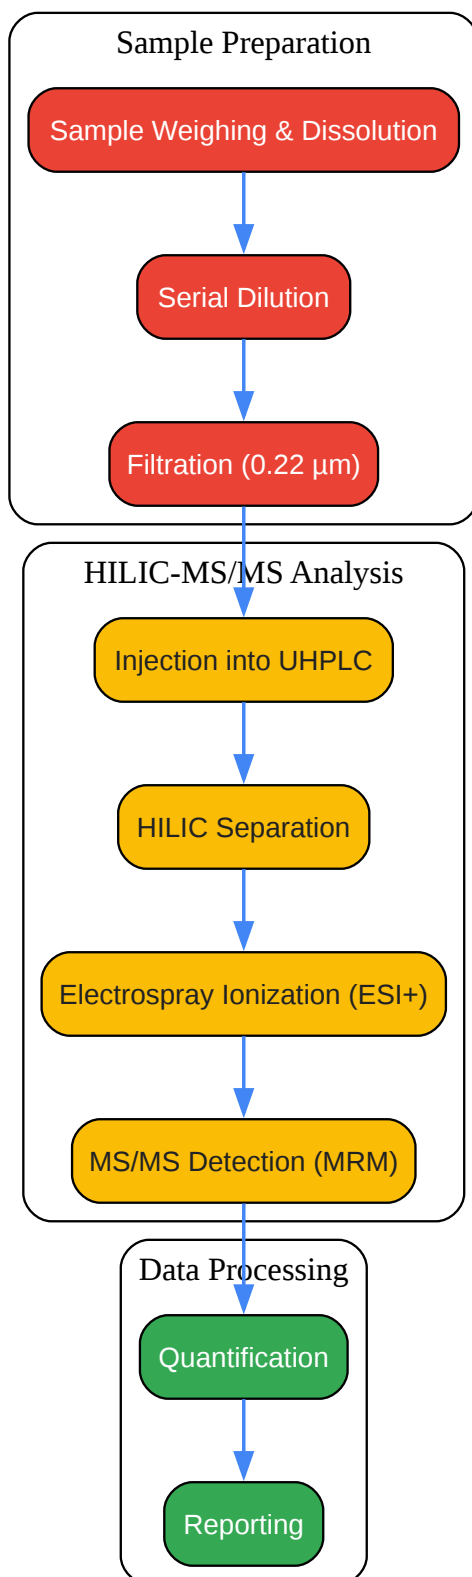 Sample Preparation
Sample Weighing & Dissolution
Serial Dilution
Filtration (0.22 µm)
HILIC-MS/MS Analysis
Injection into UHPLC
HILIC Separation
Electrospray Ionization (ESI+)
MS/MS Detection (MRM)
Data Processing
Quantification
Reporting